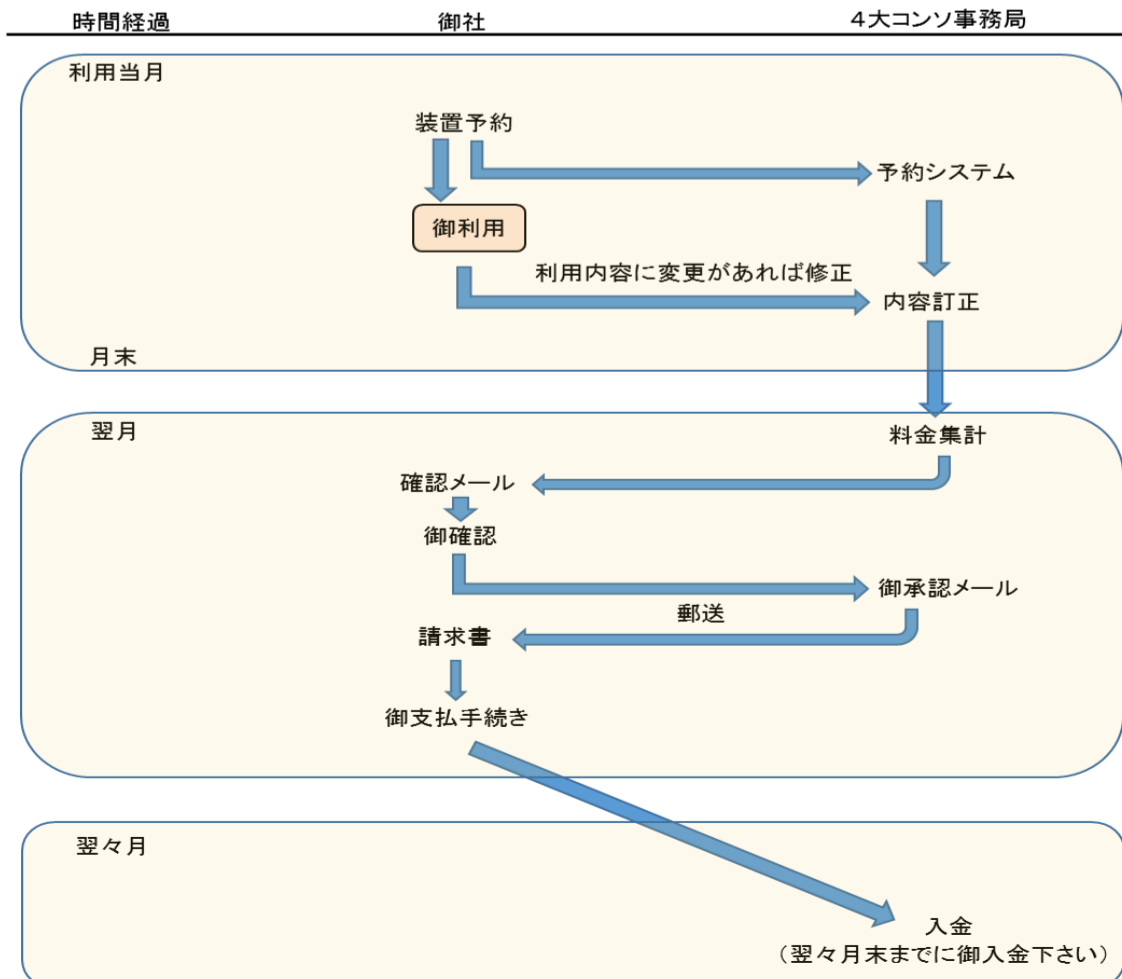 時間経過 御社 4大コンソ事務局
利用当月
装置予約
予約システム
御利用
利用内容に変更があれば修正
内容訂正
月末
翌月
料金集計
確認メール
御確認
御承認メール
郵送
請求書
御支払手続き
翌々月
入金
(翌々月末までに御入金下さい)